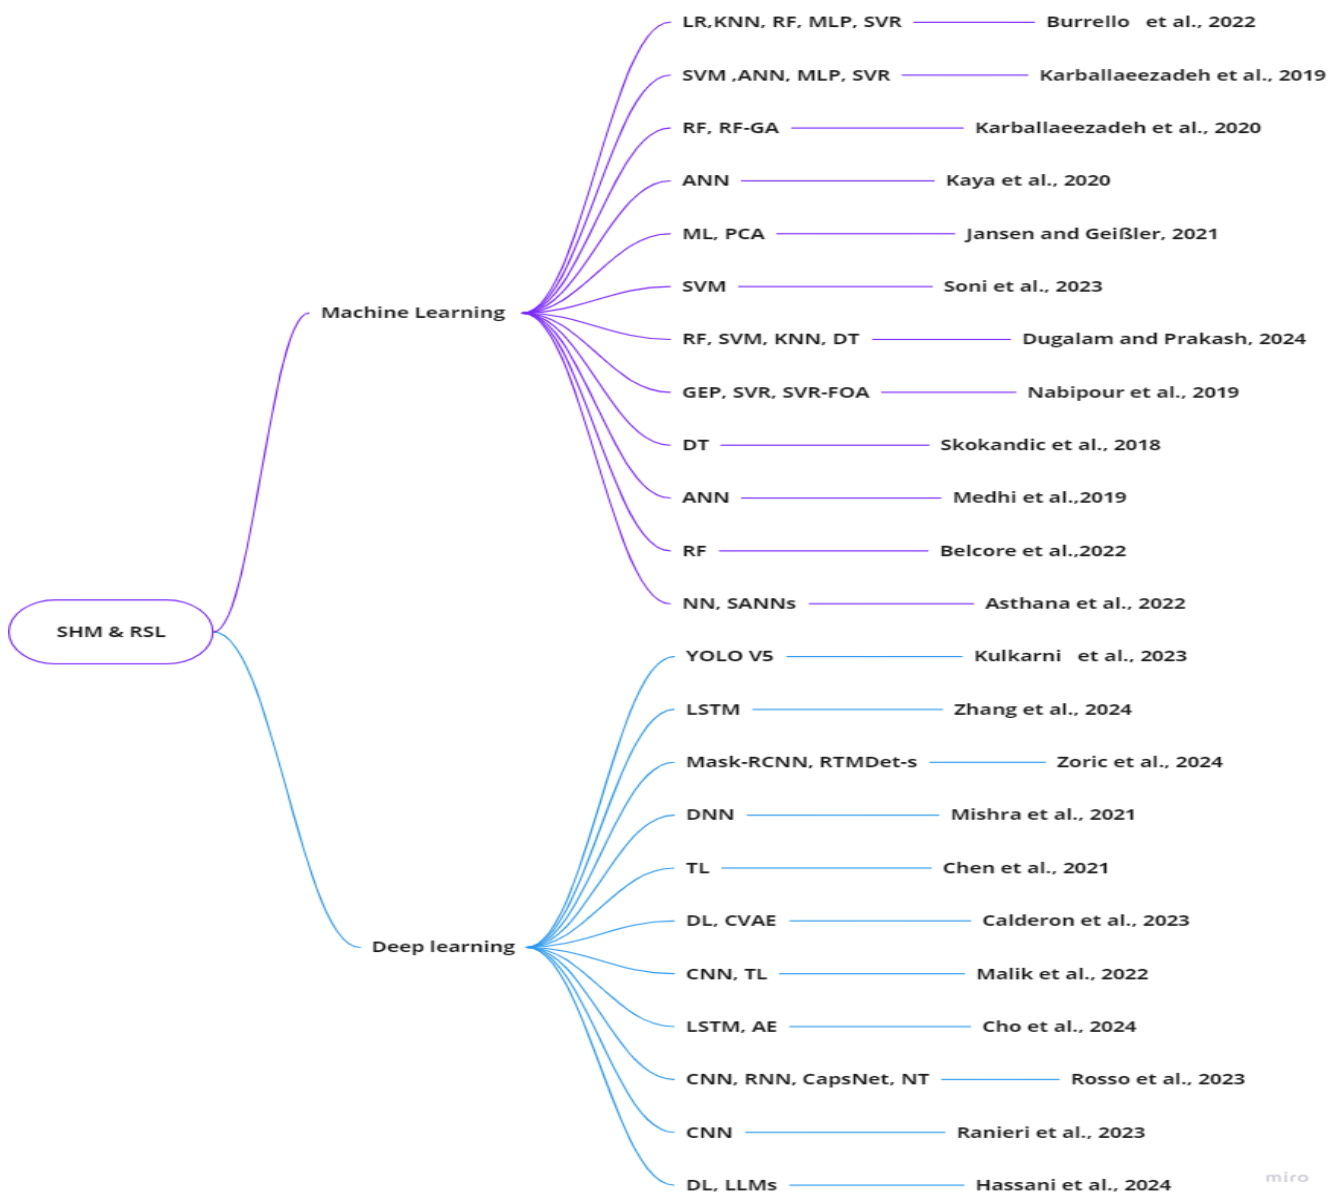 LR,KNN, RF, MLP, SVR Burrello et al., 2022
SVM ,ANN, MLP, SVR Karballaeezadeh et al., 2019
RF, RF-GA Karballaeezadeh et al., 2020
ANN Kaya et al., 2020
ML, PCA Jansen and Geißler, 2021
SVM Soni et al., 2023
Machine Learning
RF, SVM, KNN, DT Dugalam and Prakash, 2024
GEP, SVR, SVR-FOA Nabipour et al., 2019
DT Skokandic et al., 2018
ANN Medhi et al.,2019
RF Belcore et al.,2022
NN, SANNs Asthana et al., 2022
SHM & RSL
YOLO V5 Kulkarni et al., 2023
LSTM Zhang et al., 2024
Mask-RCNN, RTMDet-s Zoric et al., 2024
DNN Mishra et al., 2021
TL Chen et al., 2021
DL, CVAE Calderon et al., 2023
Deep learning
CNN, TL Malik et al., 2022
LSTM, AE Cho et al., 2024
CNN, RNN, CapsNet, NT Rosso et al., 2023
CNN Ranieri et al., 2023
DL, LLMs Hassani et al., 2024
miro